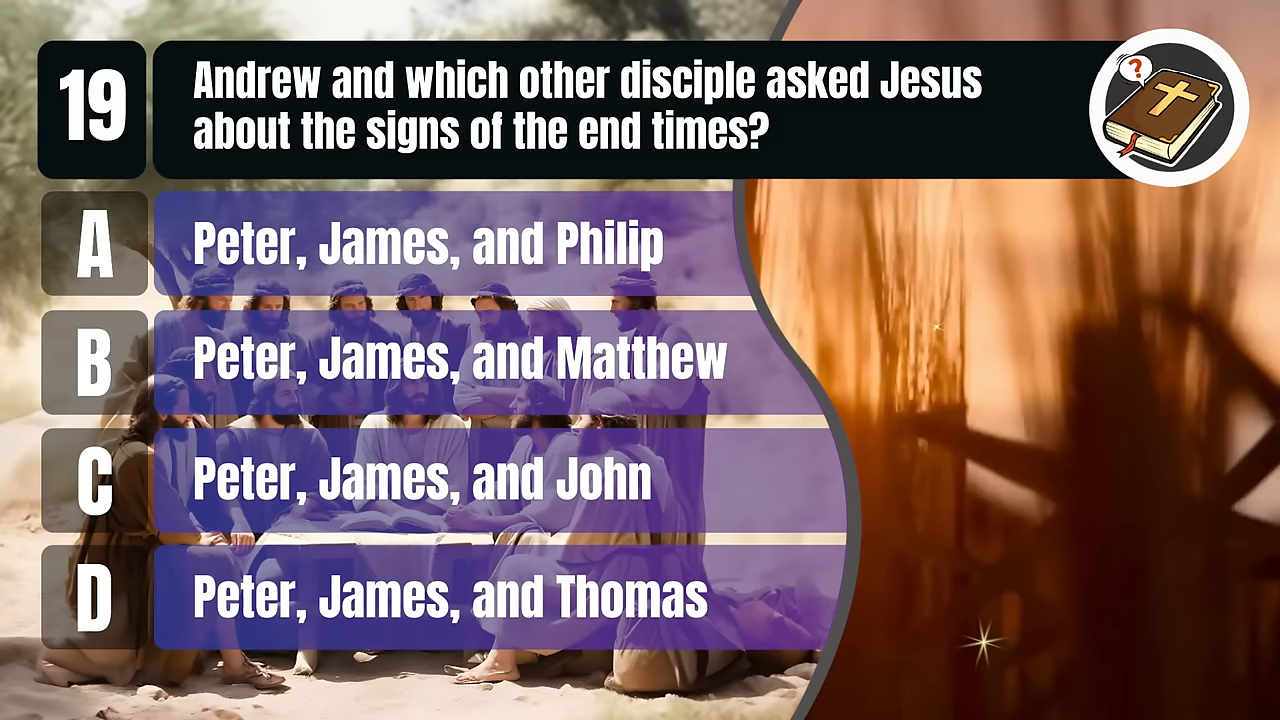 19
Andrew and which other disciple asked Jesus
about the signs of the end times?
?
A
Peter, James, and Philip
B
Peter, James, and Matthew
C
Peter, James, and John
D
Peter, James, and Thomas